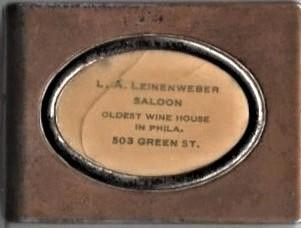 L. A. LEINENWEBER
SALOON
OLDEST WINE HOUSE
IN PHILA.
503 GREEN ST.